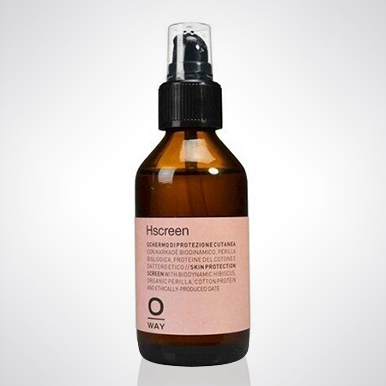 Hscreen
SCHERMO DI PROTEZIONE CUTANEA
CON KARKADÈ BIODINAMICO, PERILLA
BIOLOGICA, PROTEINE DEL COTONE E
DATTERO ETICO // SKIN PROTECTION
SCREEN WITH BIODYNAMIC HIBISCUS,
ORGANIC PERILLA, COTTON PROTEIN
AND ETHICALLY-PRODUCED DATE
O
WAY